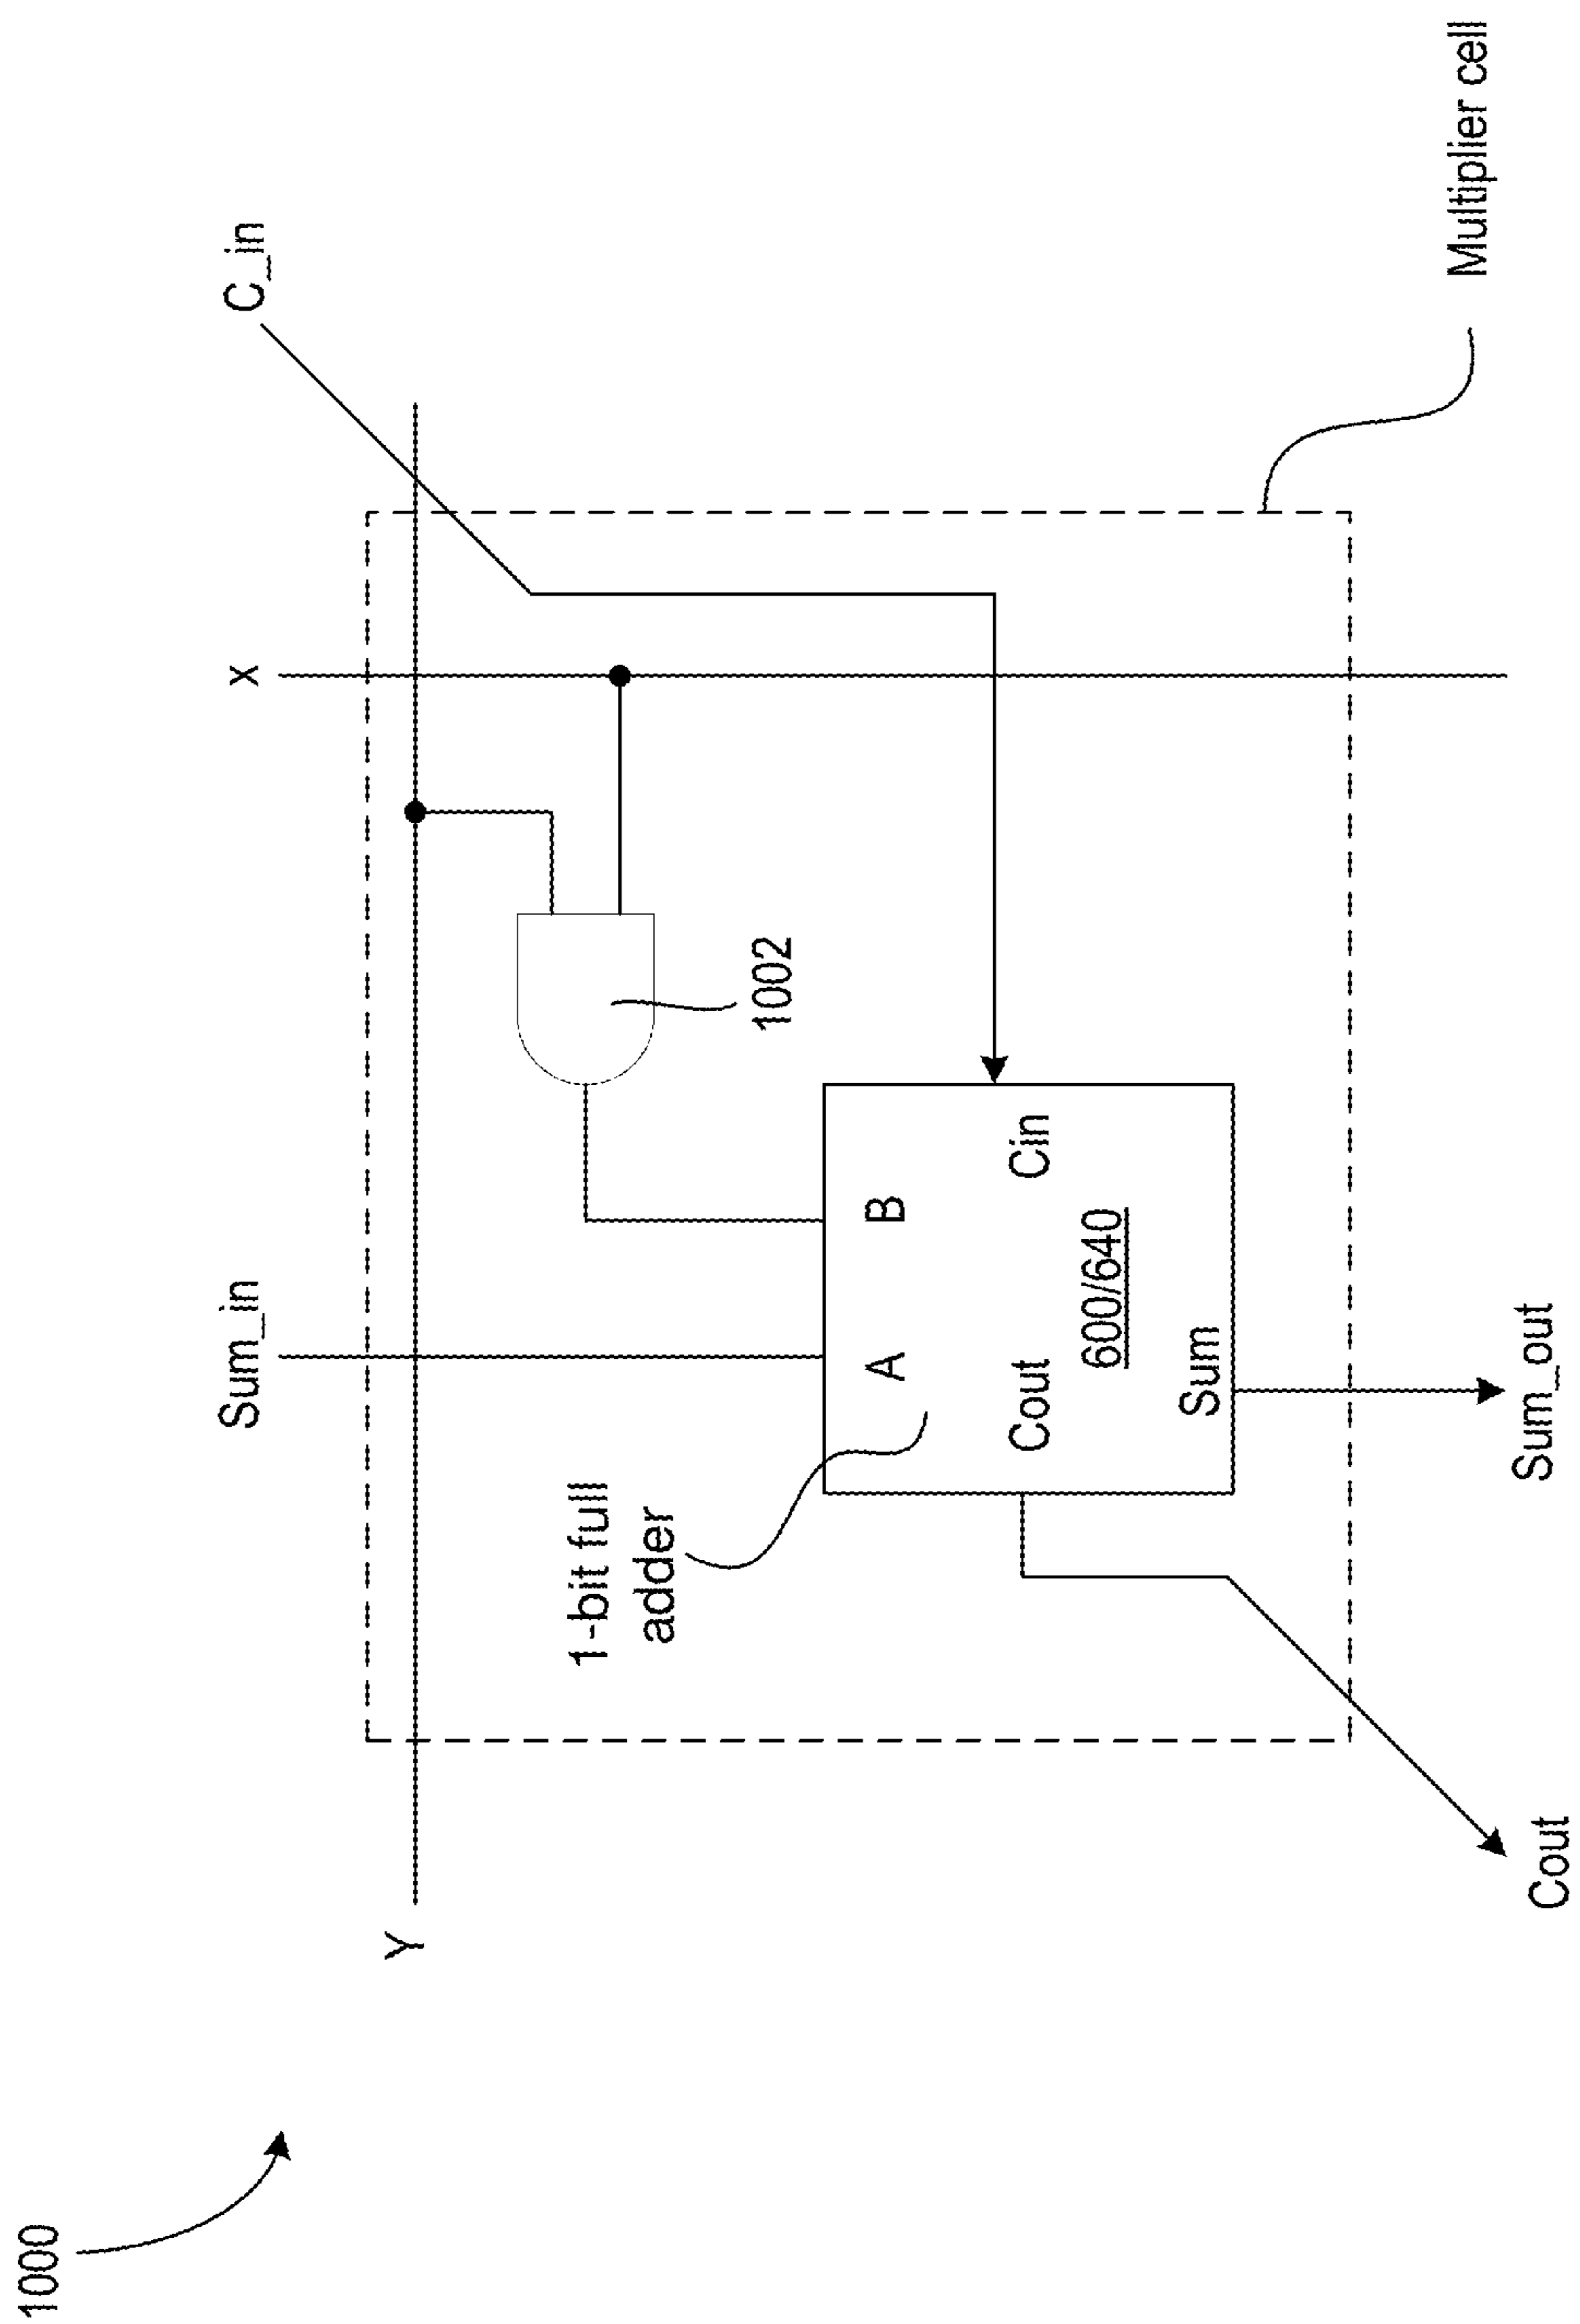 1000
Sum_in
X
C_in
Y
1-bit full
adder
1002
A
B
Cout
Cin
600/640
Sum
Cout
Sum_out
Multiplier cell